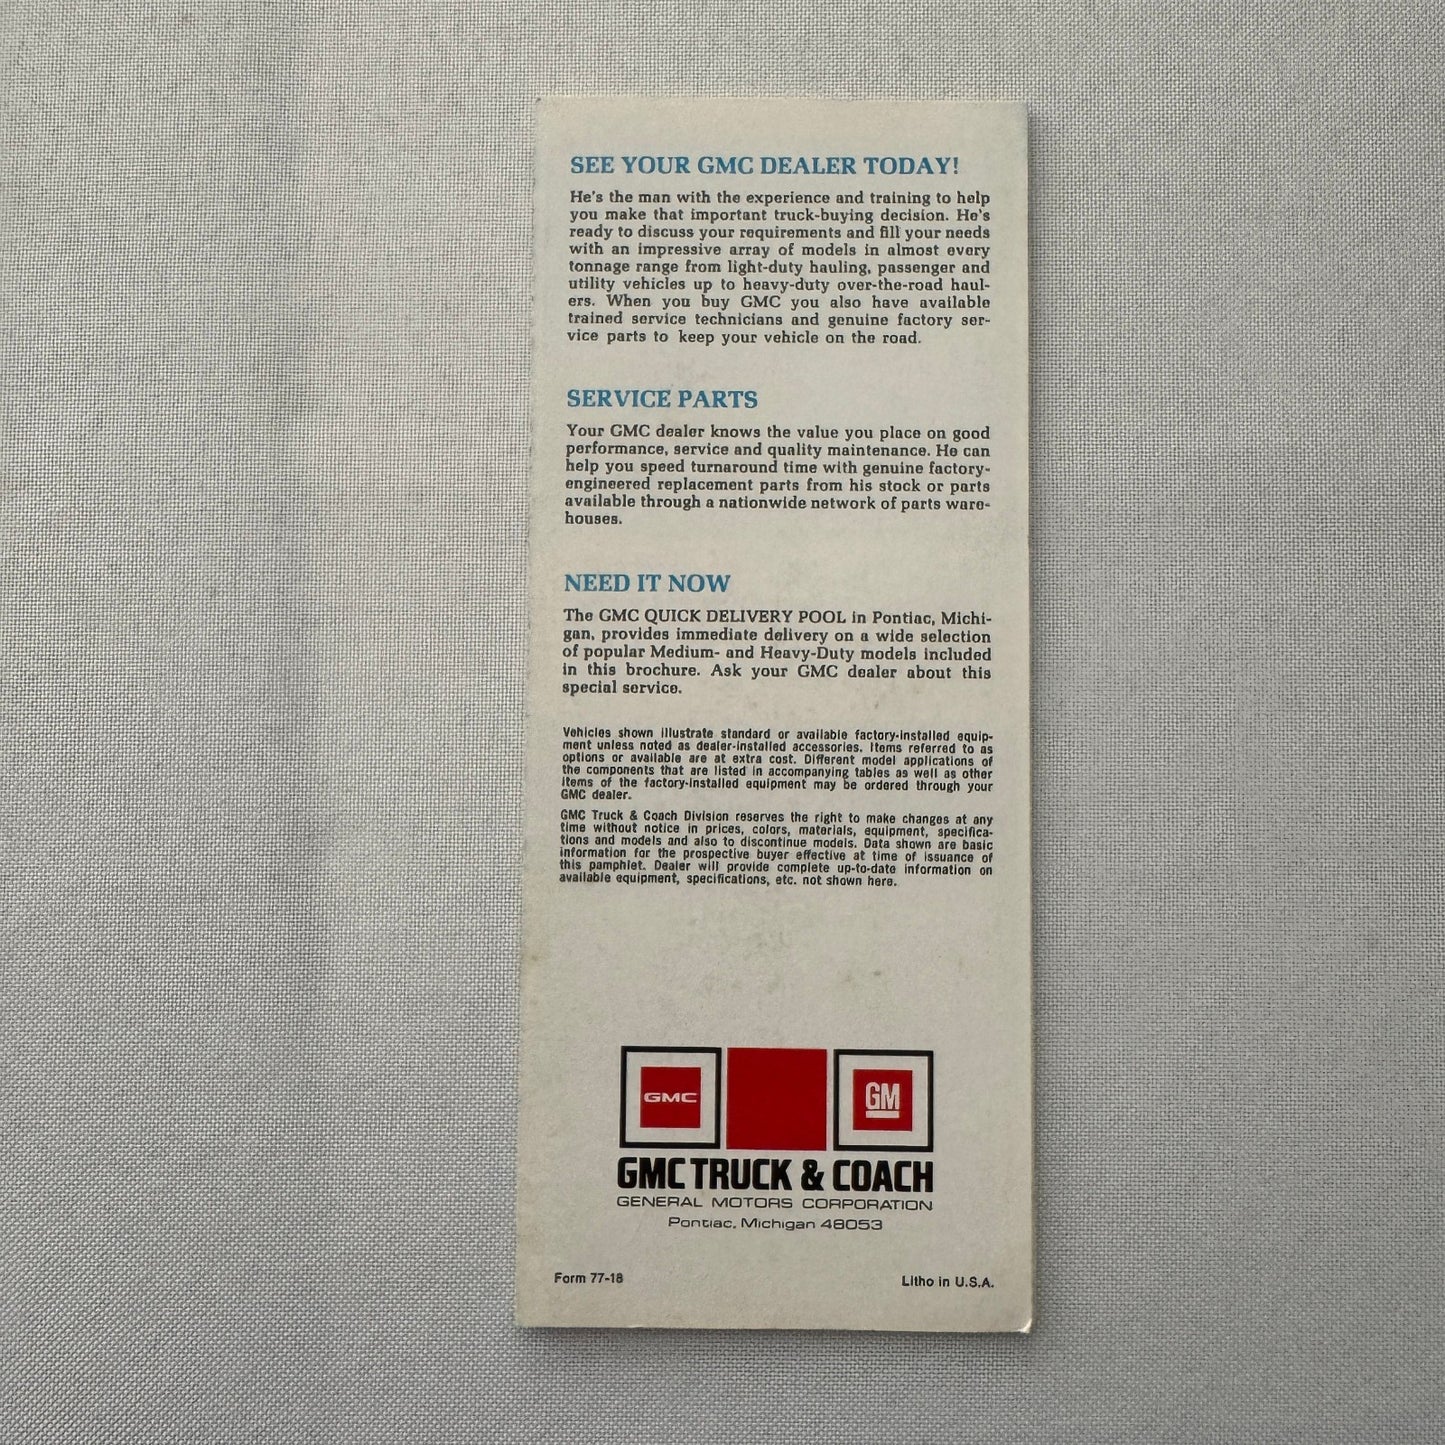 SEE YOUR GMC DEALER TODAY!
He's the man with the experience and training to help
you make that important truck-buying decision. He's
ready to discuss your requirements and fill your needs
with an impressive array of models in almost every
tonnage range from light-duty hauling, passenger and
utility vehicles up to heavy-duty over-the-road haul-
ers. When you buy GMC you also have available
trained service technicians and genuine factory ser-
vice parts to keep your vehicle on the road.
SERVICE PARTS
Your GMC dealer knows the value you place on good
performance, service and quality maintenance. He can
help you speed turnaround time with genuine factory-
engineered replacement parts from his stock or parts
available through a nationwide network of parts ware-
houses.
NEED IT NOW
The GMC QUICK DELIVERY POOL in Pontiac, Michi-
gan, provides immediate delivery on a wide selection
of popular Medium- and Heavy-Duty models included
in this brochure. Ask your GMC dealer about this
special service.
Vehicles shown illustrate standard or available factory-installed equip-
ment unless noted as dealer-installed accessories. Items referred to as
options or available are at extra cost. Different model applications of
the components that are listed in accompanying tables as well as other
items of the factory-installed equipment may be ordered through your
GMC dealer.
GMC Truck & Coach Division reserves the right to make changes at any
time without notice in prices, colors, materials, equipment, specifica-
tions and models and also to discontinue models. Data shown are basic
information for the prospective buyer effective at time of issuance of
this pamphlet. Dealer will provide complete up-to-date information on
available equipment, specifications, etc. not shown here.
GMC
GM
GMC TRUCK & COACH
GENERAL MOTORS CORPORATION
Pontiac, Michigan 48053
Form 77-18
Litho in U.S.A.